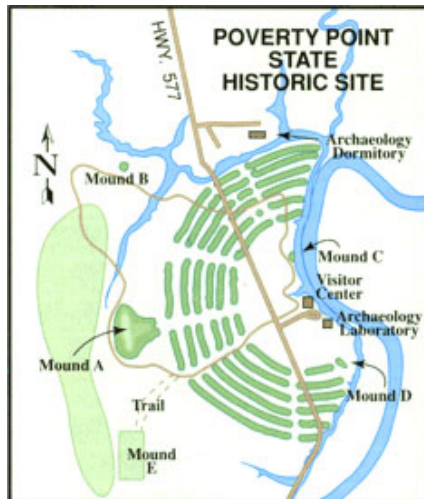 POVERTY POINT
STATE
HISTORIC SITE
HWY. 577
N
Archaeology
Dormitory
Mound B
Mound C
Visitor
Center
Archaeology
Laboratory
Mound A
Mound D
Trail
Mound
E